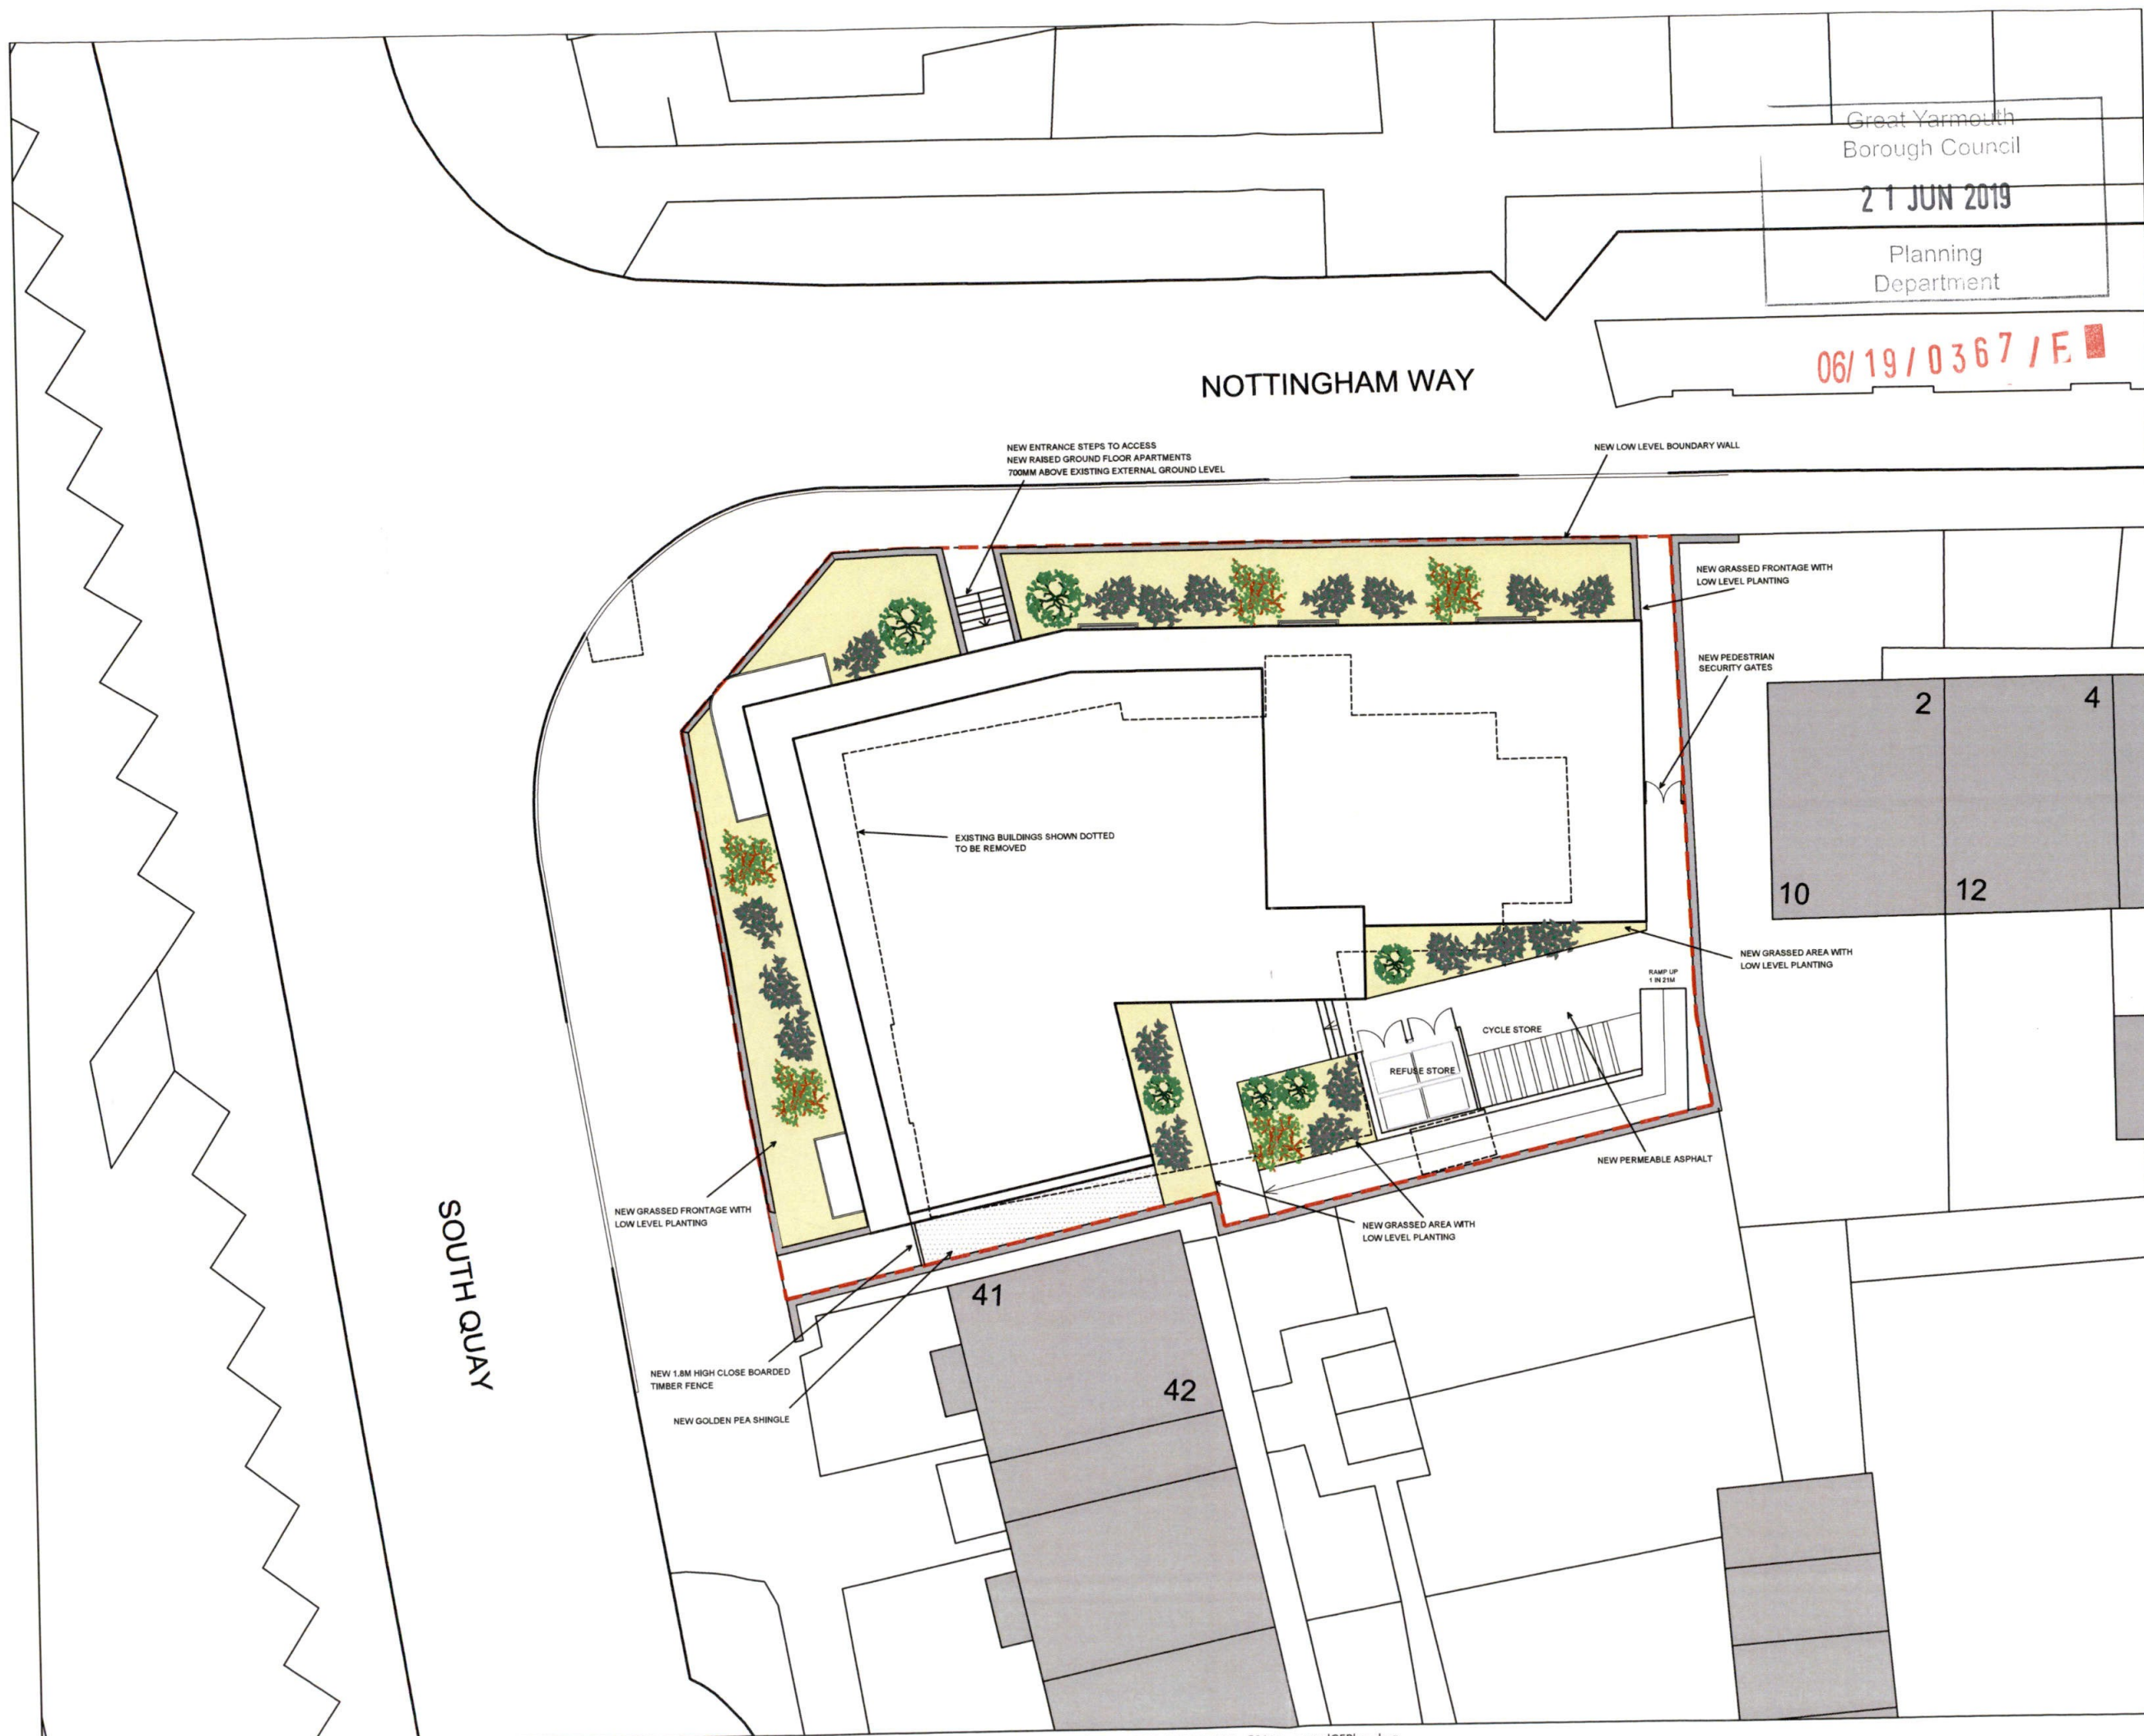 Great Yarmouth
Borough Council
21 JUN 2019
Planning
Department
06/19/0367/F
NOTTINGHAM WAY
NEW ENTRANCE STEPS TO ACCESS
NEW RAISED GROUND FLOOR APARTMENTS
700MM ABOVE EXISTING EXTERNAL GROUND LEVEL
NEW LOW LEVEL BOUNDARY WALL
NEW GRASSED FRONTAGE WITH
LOW LEVEL PLANTING
NEW PEDESTRIAN
SECURITY GATES
2
4
10
12
EXISTING BUILDINGS SHOWN DOTTED
TO BE REMOVED
NEW GRASSED AREA WITH
LOW LEVEL PLANTING
RAMP UP
1 IN 21M
CYCLE STORE
REFUSE STORE
NEW PERMEABLE ASPHALT
NEW GRASSED FRONTAGE WITH
LOW LEVEL PLANTING
NEW GRASSED AREA WITH
LOW LEVEL PLANTING
SOUTH QUAY
41
42
NEW 1.8M HIGH CLOSE BOARDED
TIMBER FENCE
NEW GOLDEN PEA SHINGLE